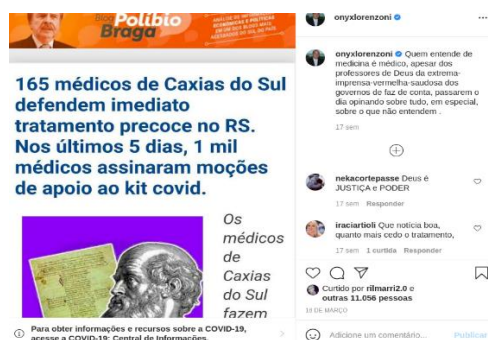 Blog
Políbio
Braga
ANÁLISE DE
165 médicos de Caxias do Sul
defendem imediato
tratamento precoce no RS.
Nos últimos 5 dias, 1 mil
médicos assinaram moções
de apoio ao kit covid.
Os
médicos
de
Caxias
do Sul
fazem
Para obter informações e recursos sobre a COVID-19,
acesse a COVID-19: Central de Informações
onyxlorenzoni
onyxlorenzoni Quem entende de
medicina é médico, apesar dos
professores de Deus da extrema-
imprensa-vermelha-saudosa dos
governos de faz de conta, passarem o
dia opinando sobre tudo, em especial,
sobre o que não entendem .
17 sem
nekacortepasse Deus é
JUSTIÇA e PODER
17 sem Responder
iraciartioli Que notícia boa,
quanto mais cedo o tratamento,
17 sem 1 curtida Responder
Curtido por rilmarri2.0 e
outras 11.056 pessoas
19 DE MARÇO
Adicione um comentário... Publicar